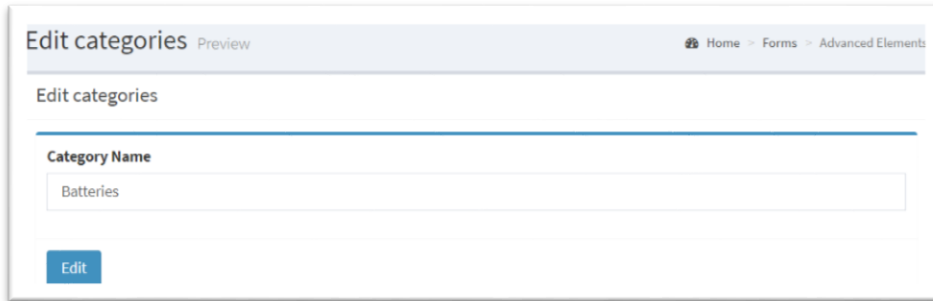 Edit categories Preview
Home > Forms > Advanced Elements
Edit categories
Category Name
Batteries
Edit